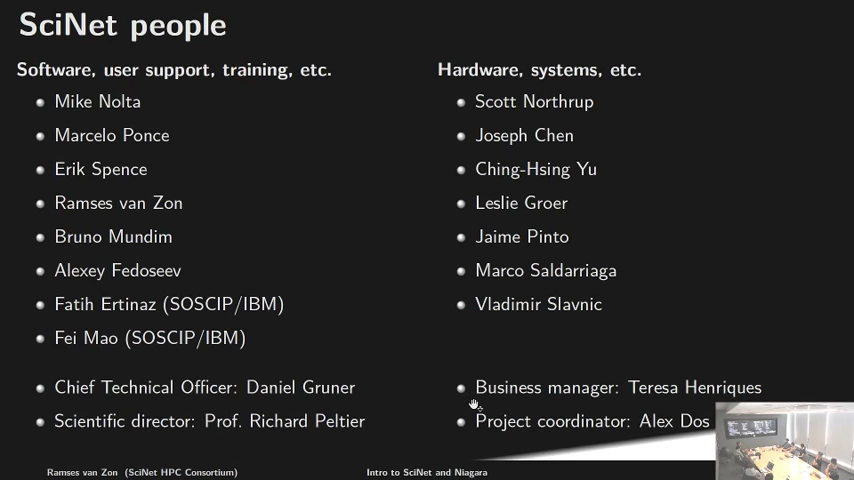 SciNet people
Software, user support, training, etc.
Mike Nolta
Marcelo Ponce
Erik Spence
Ramses van Zon
Bruno Mundim
Alexey Fedoseev
Fatih Ertinaz (SOSCIP/IBM)
Fei Mao (SOSCIP/IBM)
Chief Technical Officer: Daniel Gruner
Scientific director: Prof. Richard Peltier
Hardware, systems, etc.
Scott Northrup
Joseph Chen
Ching-Hsing Yu
Leslie Groer
Jaime Pinto
Marco Saldarriaga
Vladimir Slavnic
Business manager: Teresa Henriques
Project coordinator: Alex Dos
Ramses van Zon (SciNet HPC Consortium)
Intro to SciNet and Niagara